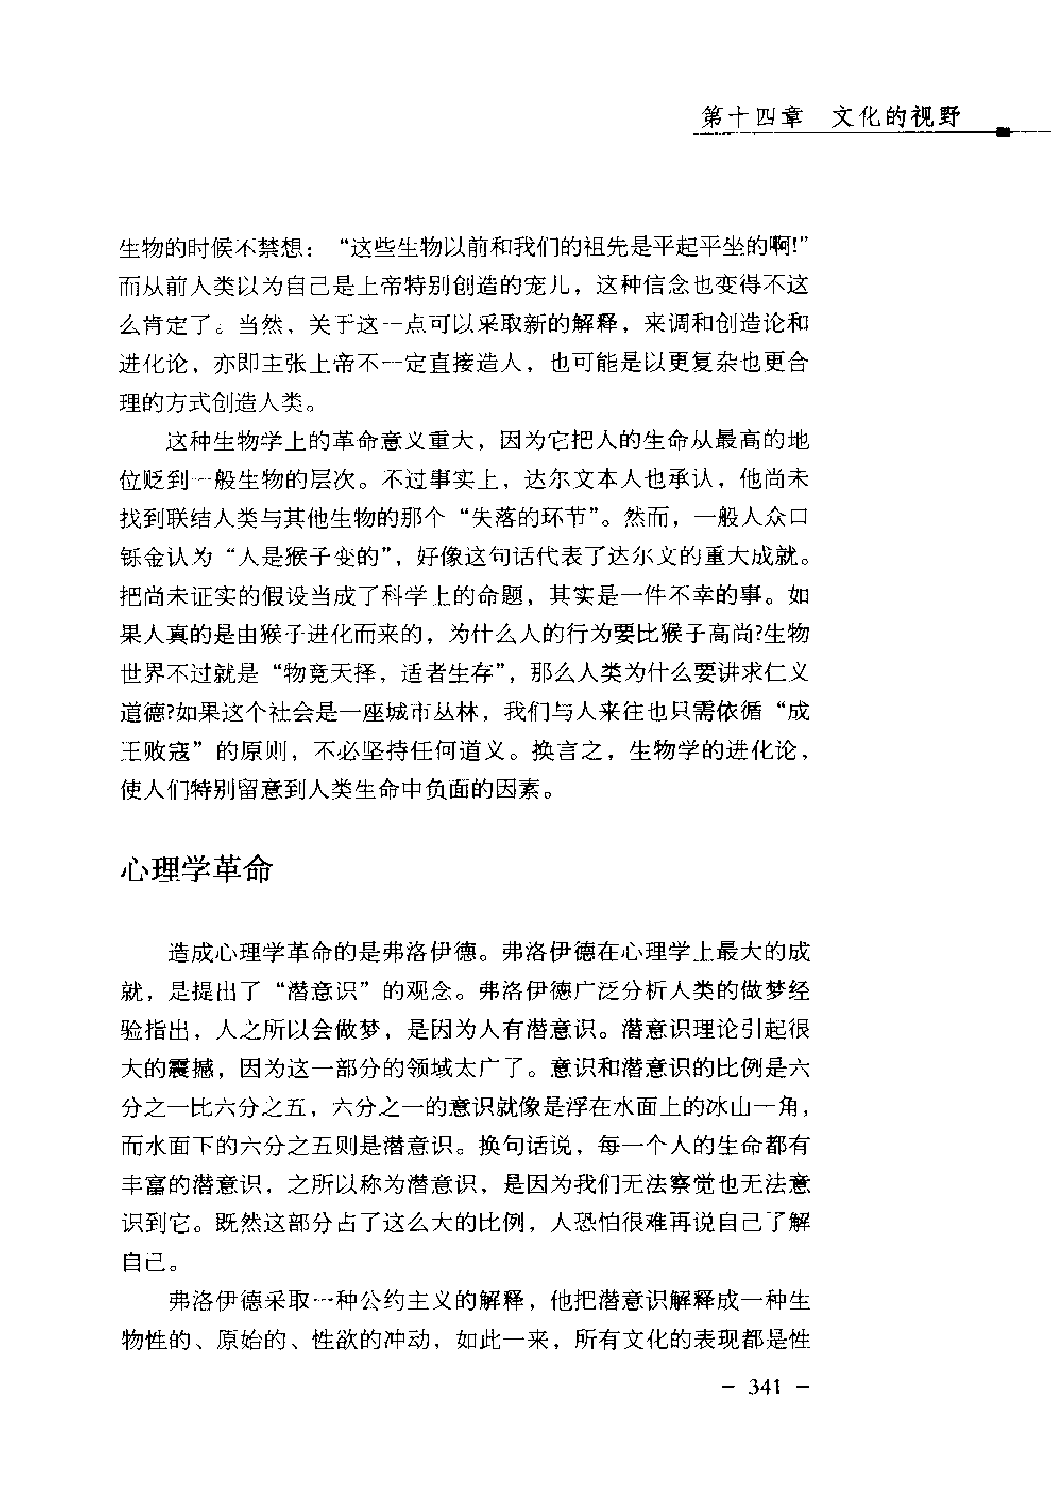 第十四章 文化的视野
生物的时候不禁想：“这些生物以前和我们的祖先是平起平坐的啊!”
而从前人类以为自己是上帝特别创造的宠儿，这种信念也变得不这
么肯定了。当然，关于这一点可以采取新的解释，来调和创造论和
进化论，亦即主张上帝不一定直接造人，也可能是以更复杂也更合
理的方式创造人类。
这种生物学上的革命意义重大，因为它把人的生命从最高的地
位贬到一般生物的层次。不过事实上，达尔文本人也承认，他尚未
找到联结人类与其他生物的那个“失落的环节”。然而，一般人众口
铄金认为“人是猴子变的”，好像这句话代表了达尔文的重大成就。
把尚未证实的假设当成了科学上的命题，其实是一件不幸的事。如
果人真的是由猴子进化而来的，为什么人的行为要比猴子高尚?生物
世界不过就是“物竞天择，适者生存”，那么人类为什么要讲求仁义
道德?如果这个社会是一座城市丛林，我们与人来往也只需依循“成
王败寇”的原则，不必坚持任何道义。换言之，生物学的进化论，
使人们特别留意到人类生命中负面的因素。
心理学革命
造成心理学革命的是弗洛伊德。弗洛伊德在心理学上最大的成
就，是提出了“潜意识”的观念。弗洛伊德广泛分析人类的做梦经
验指出，人之所以会做梦，是因为人有潜意识。潜意识理论引起很
大的震撼，因为这一部分的领域太广了。意识和潜意识的比例是六
分之一比六分之五，六分之一的意识就像是浮在水面上的冰山一角，
而水面下的六分之五则是潜意识。换句话说，每一个人的生命都有
丰富的潜意识，之所以称为潜意识，是因为我们无法察觉也无法意
识到它。既然这部分占了这么大的比例，人恐怕很难再说自己了解
自己。
弗洛伊德采取一种公约主义的解释，他把潜意识解释成一种生
物性的、原始的、性欲的冲动，如此一来，所有文化的表现都是性
－ 341 －